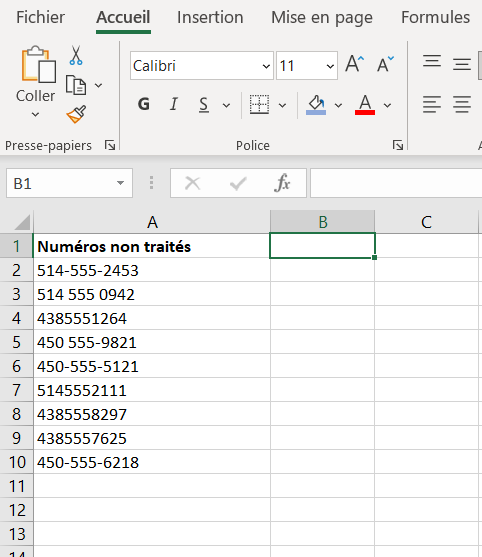 Fichier Accueil Insertion Mise en page Formules
Coller
Calibri 11 A A
G I S A
Presse-papiers Police
B1 fx
A B C
1 Numéros non traités
2 514-555-2453
3 514 555 0942
4 4385551264
5 450 555-9821
6 450-555-5121
7 5145552111
8 4385558297
9 4385557625
10 450-555-6218
11
12
13